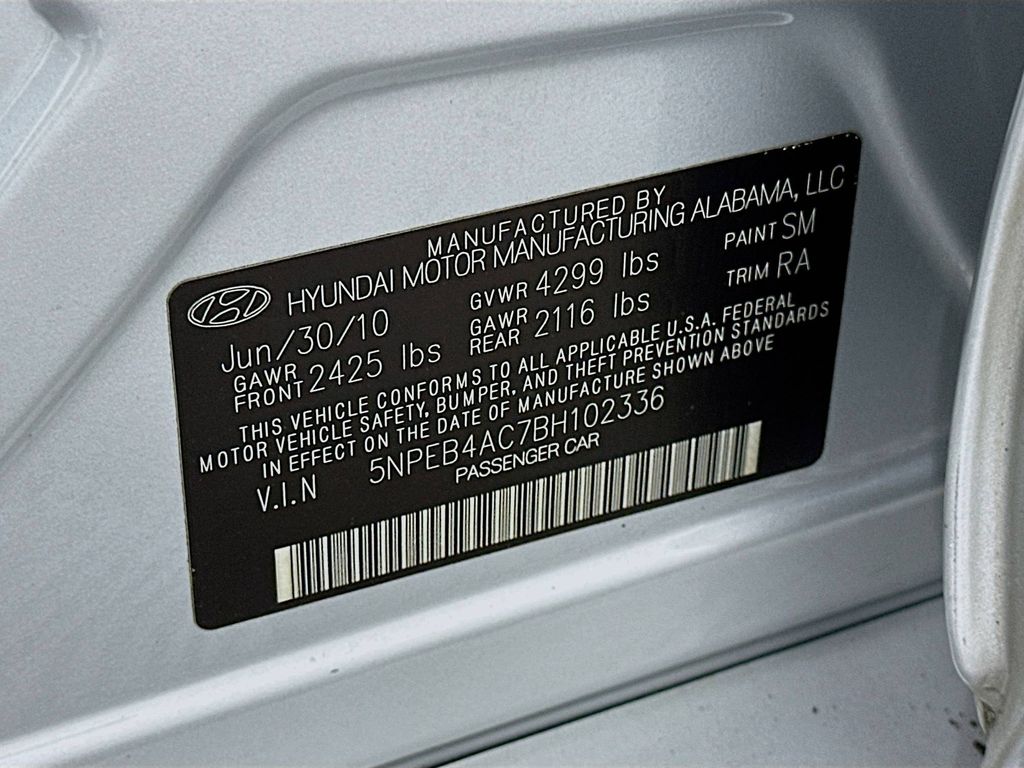 MANUFACTURED BY
HYUNDAI MOTOR MANUFACTURING ALABAMA, LLC
Jun/30/10 GVWR 4299 lbs PAINT SM
GAWR FRONT 2425 lbs GAWR REAR 2116 lbs TRIM RA
THIS VEHICLE CONFORMS TO ALL APPLICABLE U.S.A. FEDERAL
MOTOR VEHICLE SAFETY, BUMPER, AND THEFT PREVENTION STANDARDS
IN EFFECT ON THE DATE OF MANUFACTURE SHOWN ABOVE
V.I.N 5NPEB4AC7BH102336
PASSENGER CAR